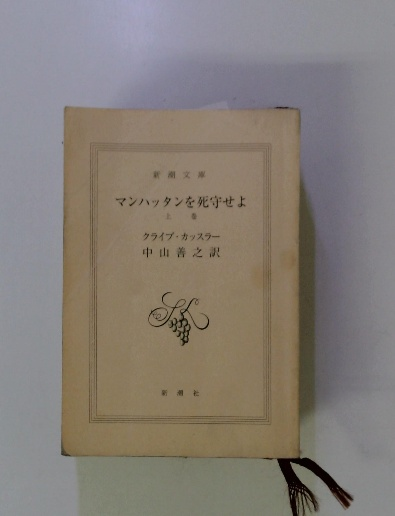 新潮文庫
マンハッタンを死守せよ
上巻
クライブ・カッスラー
中山善之訳
新潮社